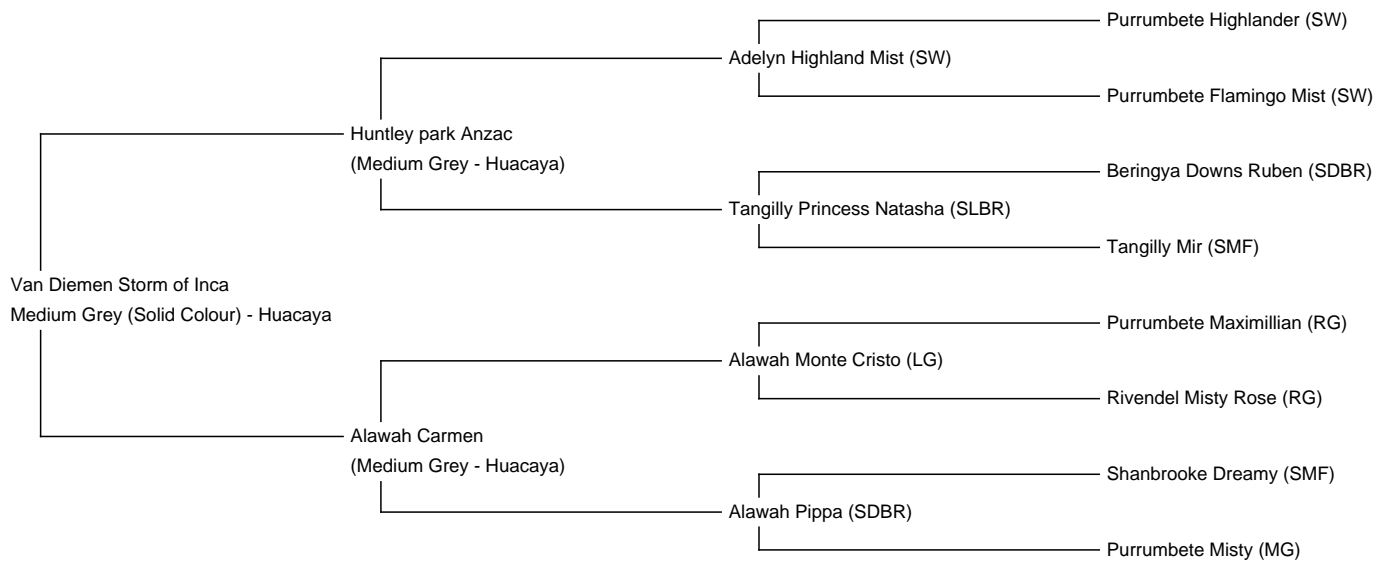 Purrumbete Highlander (SW)
Adelyn Highland Mist (SW)
Purrumbete Flamingo Mist (SW)
Huntley park Anzac
(Medium Grey - Huacaya)
Beringya Downs Ruben (SDBR)
Tangilly Princess Natasha (SLBR)
Tangilly Mir (SMF)
Van Diemen Storm of Inca
Medium Grey (Solid Colour) - Huacaya
Purrumbete Maximillian (RG)
Alawah Monte Cristo (LG)
Rivendel Misty Rose (RG)
Alawah Carmen
(Medium Grey - Huacaya)
Shanbrooke Dreamy (SMF)
Alawah Pippa (SDBR)
Purrumbete Misty (MG)